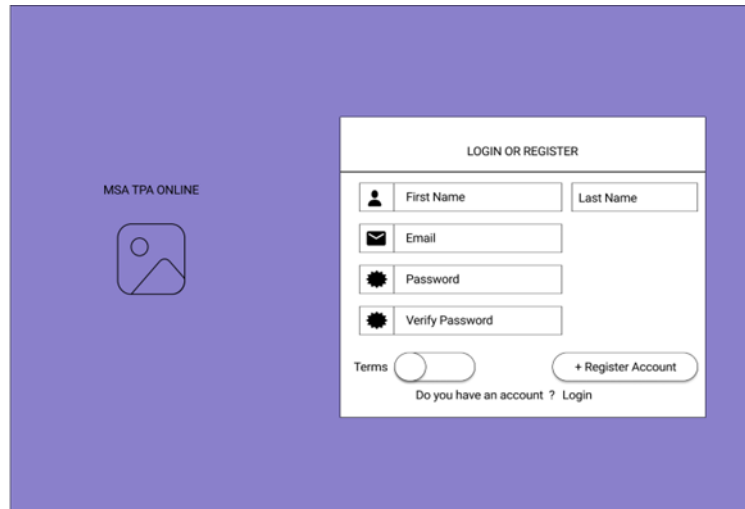 MSA TPA ONLINE
LOGIN OR REGISTER
First Name
Last Name
Email
Password
Verify Password
Terms
+ Register Account
Do you have an account ? Login